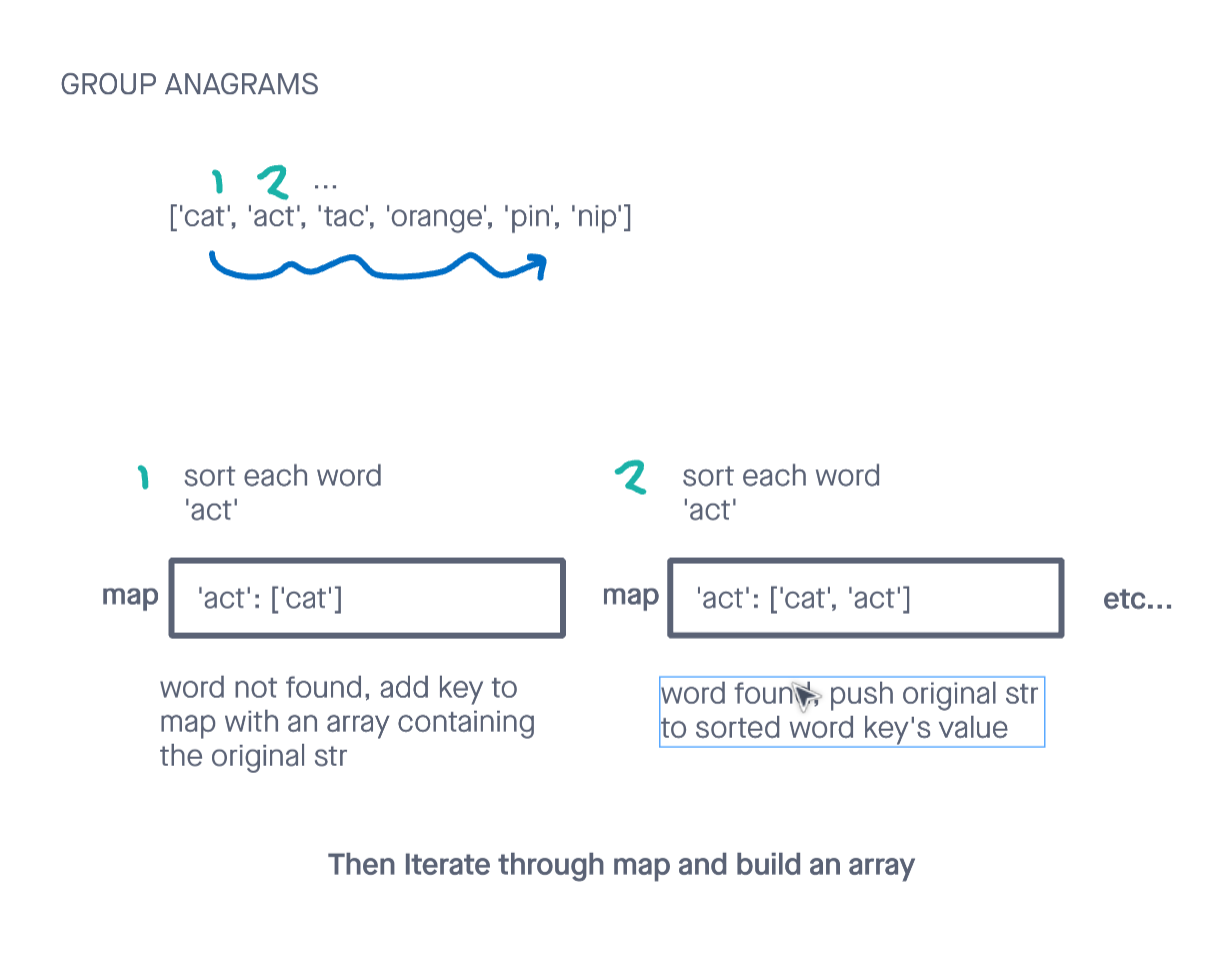 GROUP ANAGRAMS
1 2 ...
['cat', 'act', 'tac', 'orange', 'pin', 'nip']
1 sort each word
'act'
map 'act': ['cat']
word not found, add key to
map with an array containing
the original str
2 sort each word
'act'
map 'act': ['cat', 'act']
word found, push original str
to sorted word key's value
etc...
Then Iterate through map and build an array